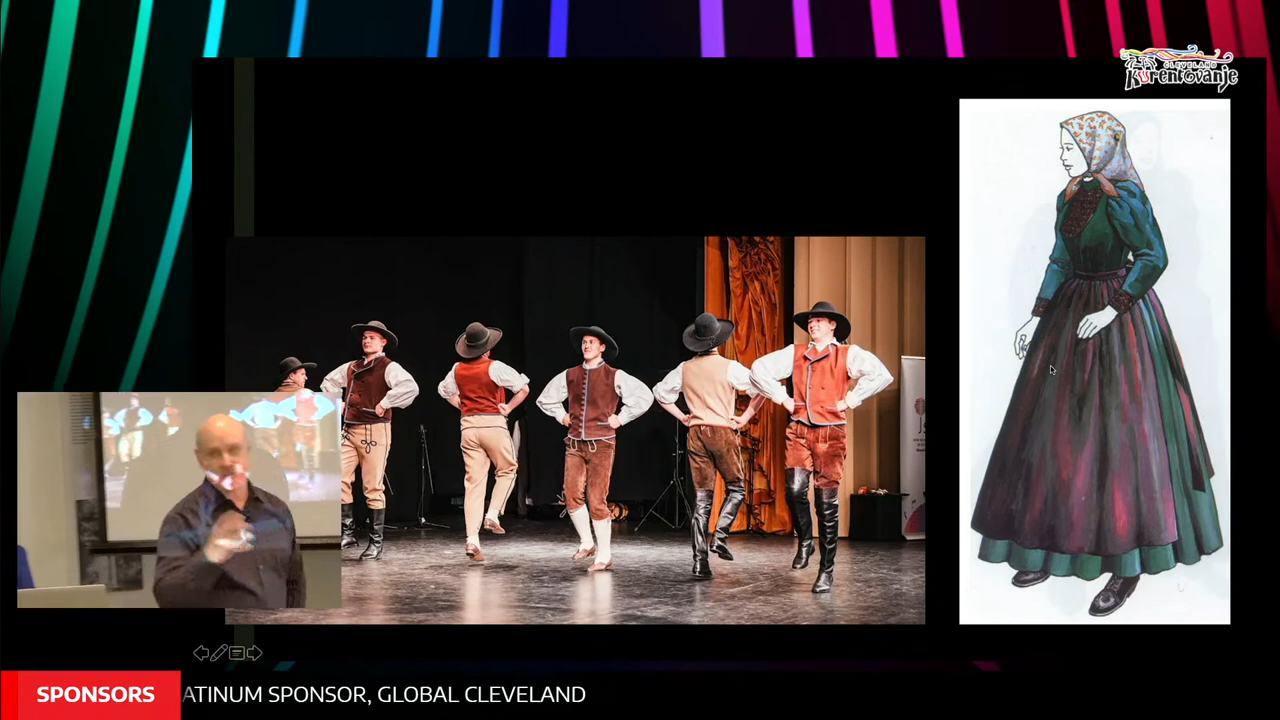 CLEVELAND
Kurentovanje
SPONSORS
ATINUM SPONSOR, GLOBAL CLEVELAND